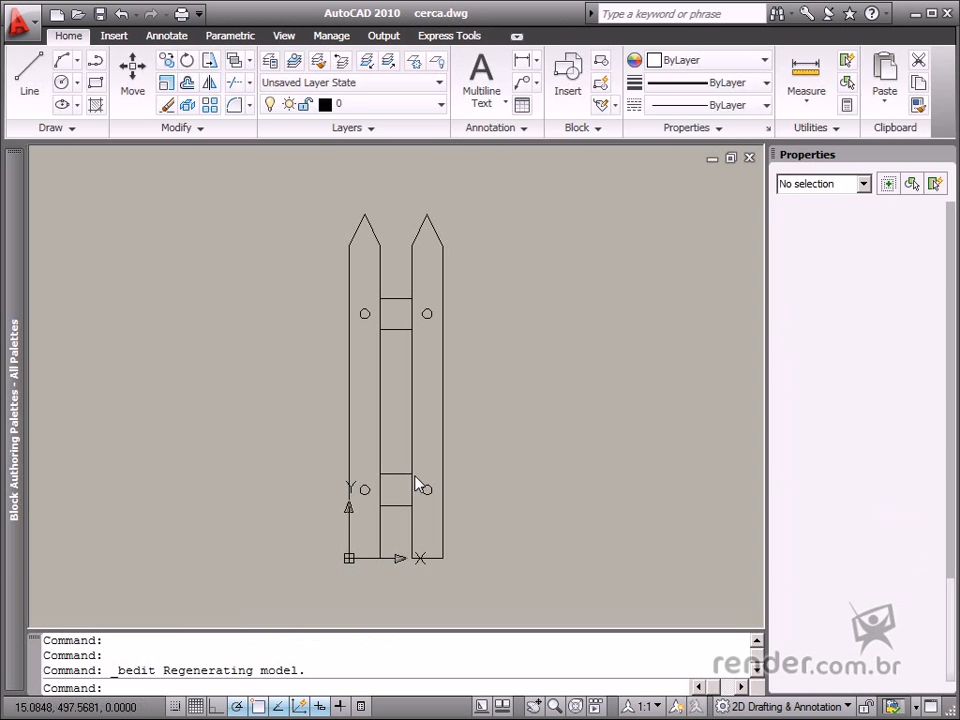 AutoCAD 2010 cerca.dwg
Type a keyword or phrase
Home Insert Annotate Parametric View Manage Output Express Tools
Line
Move
Unsaved Layer State
0
Multiline
Text
Insert
ByLayer
ByLayer
ByLayer
Measure
Paste
Draw Modify Layers Annotation Block Properties Utilities Clipboard
Properties
No selection
Block Authoring Palettes - All Palettes
Y
X
Command:
Command:
Command: _bedit Regenerating model.
Command:
render.com.br
15.0848, 497.5681, 0.0000
1:1
2D Drafting & Annotation